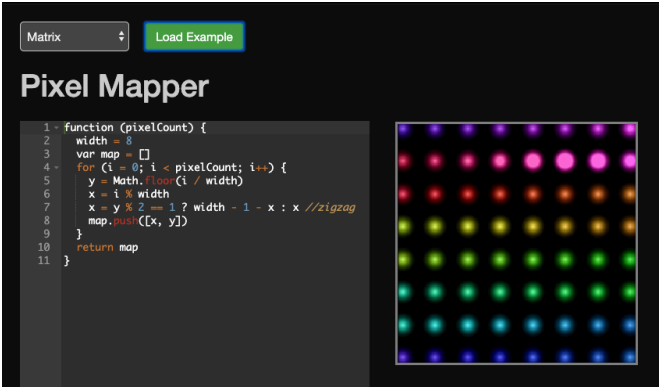 Matrix
Load Example
Pixel Mapper
1 function (pixelCount) {
2   width = 8
3   var map = []
4   for (i = 0; i < pixelCount; i++) {
5     y = Math.floor(i / width)
6     x = i % width
7     x = y % 2 == 1 ? width - 1 - x : x //zigzag
8     map.push([x, y])
9   }
10   return map
11 }